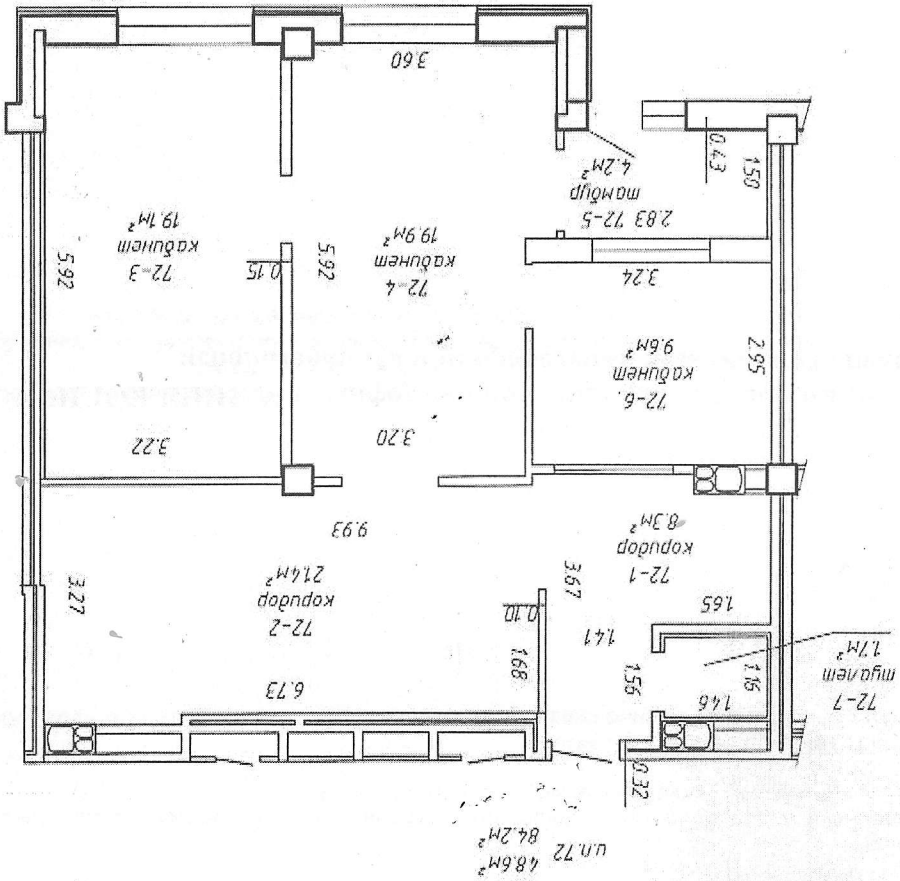 и.п.72
48.6м²
84.2м²
0.32
72-7
туалет
1.7м²
1.46
1.16
1.56
6.73
1.68
1.41
1.65
0.10
72-1
коридор
8.3м²
3.67
72-2
коридор
21.4м²
3.27
9.93
3.20
3.22
72-6
кабинет
9.6м²
2.95
3.24
72-4
кабинет
19.9м²
5.92
0.15
72-3
кабинет
19.1м²
5.92
2.83
72-5
тамбур
4.2м²
1.50
0.43
3.60